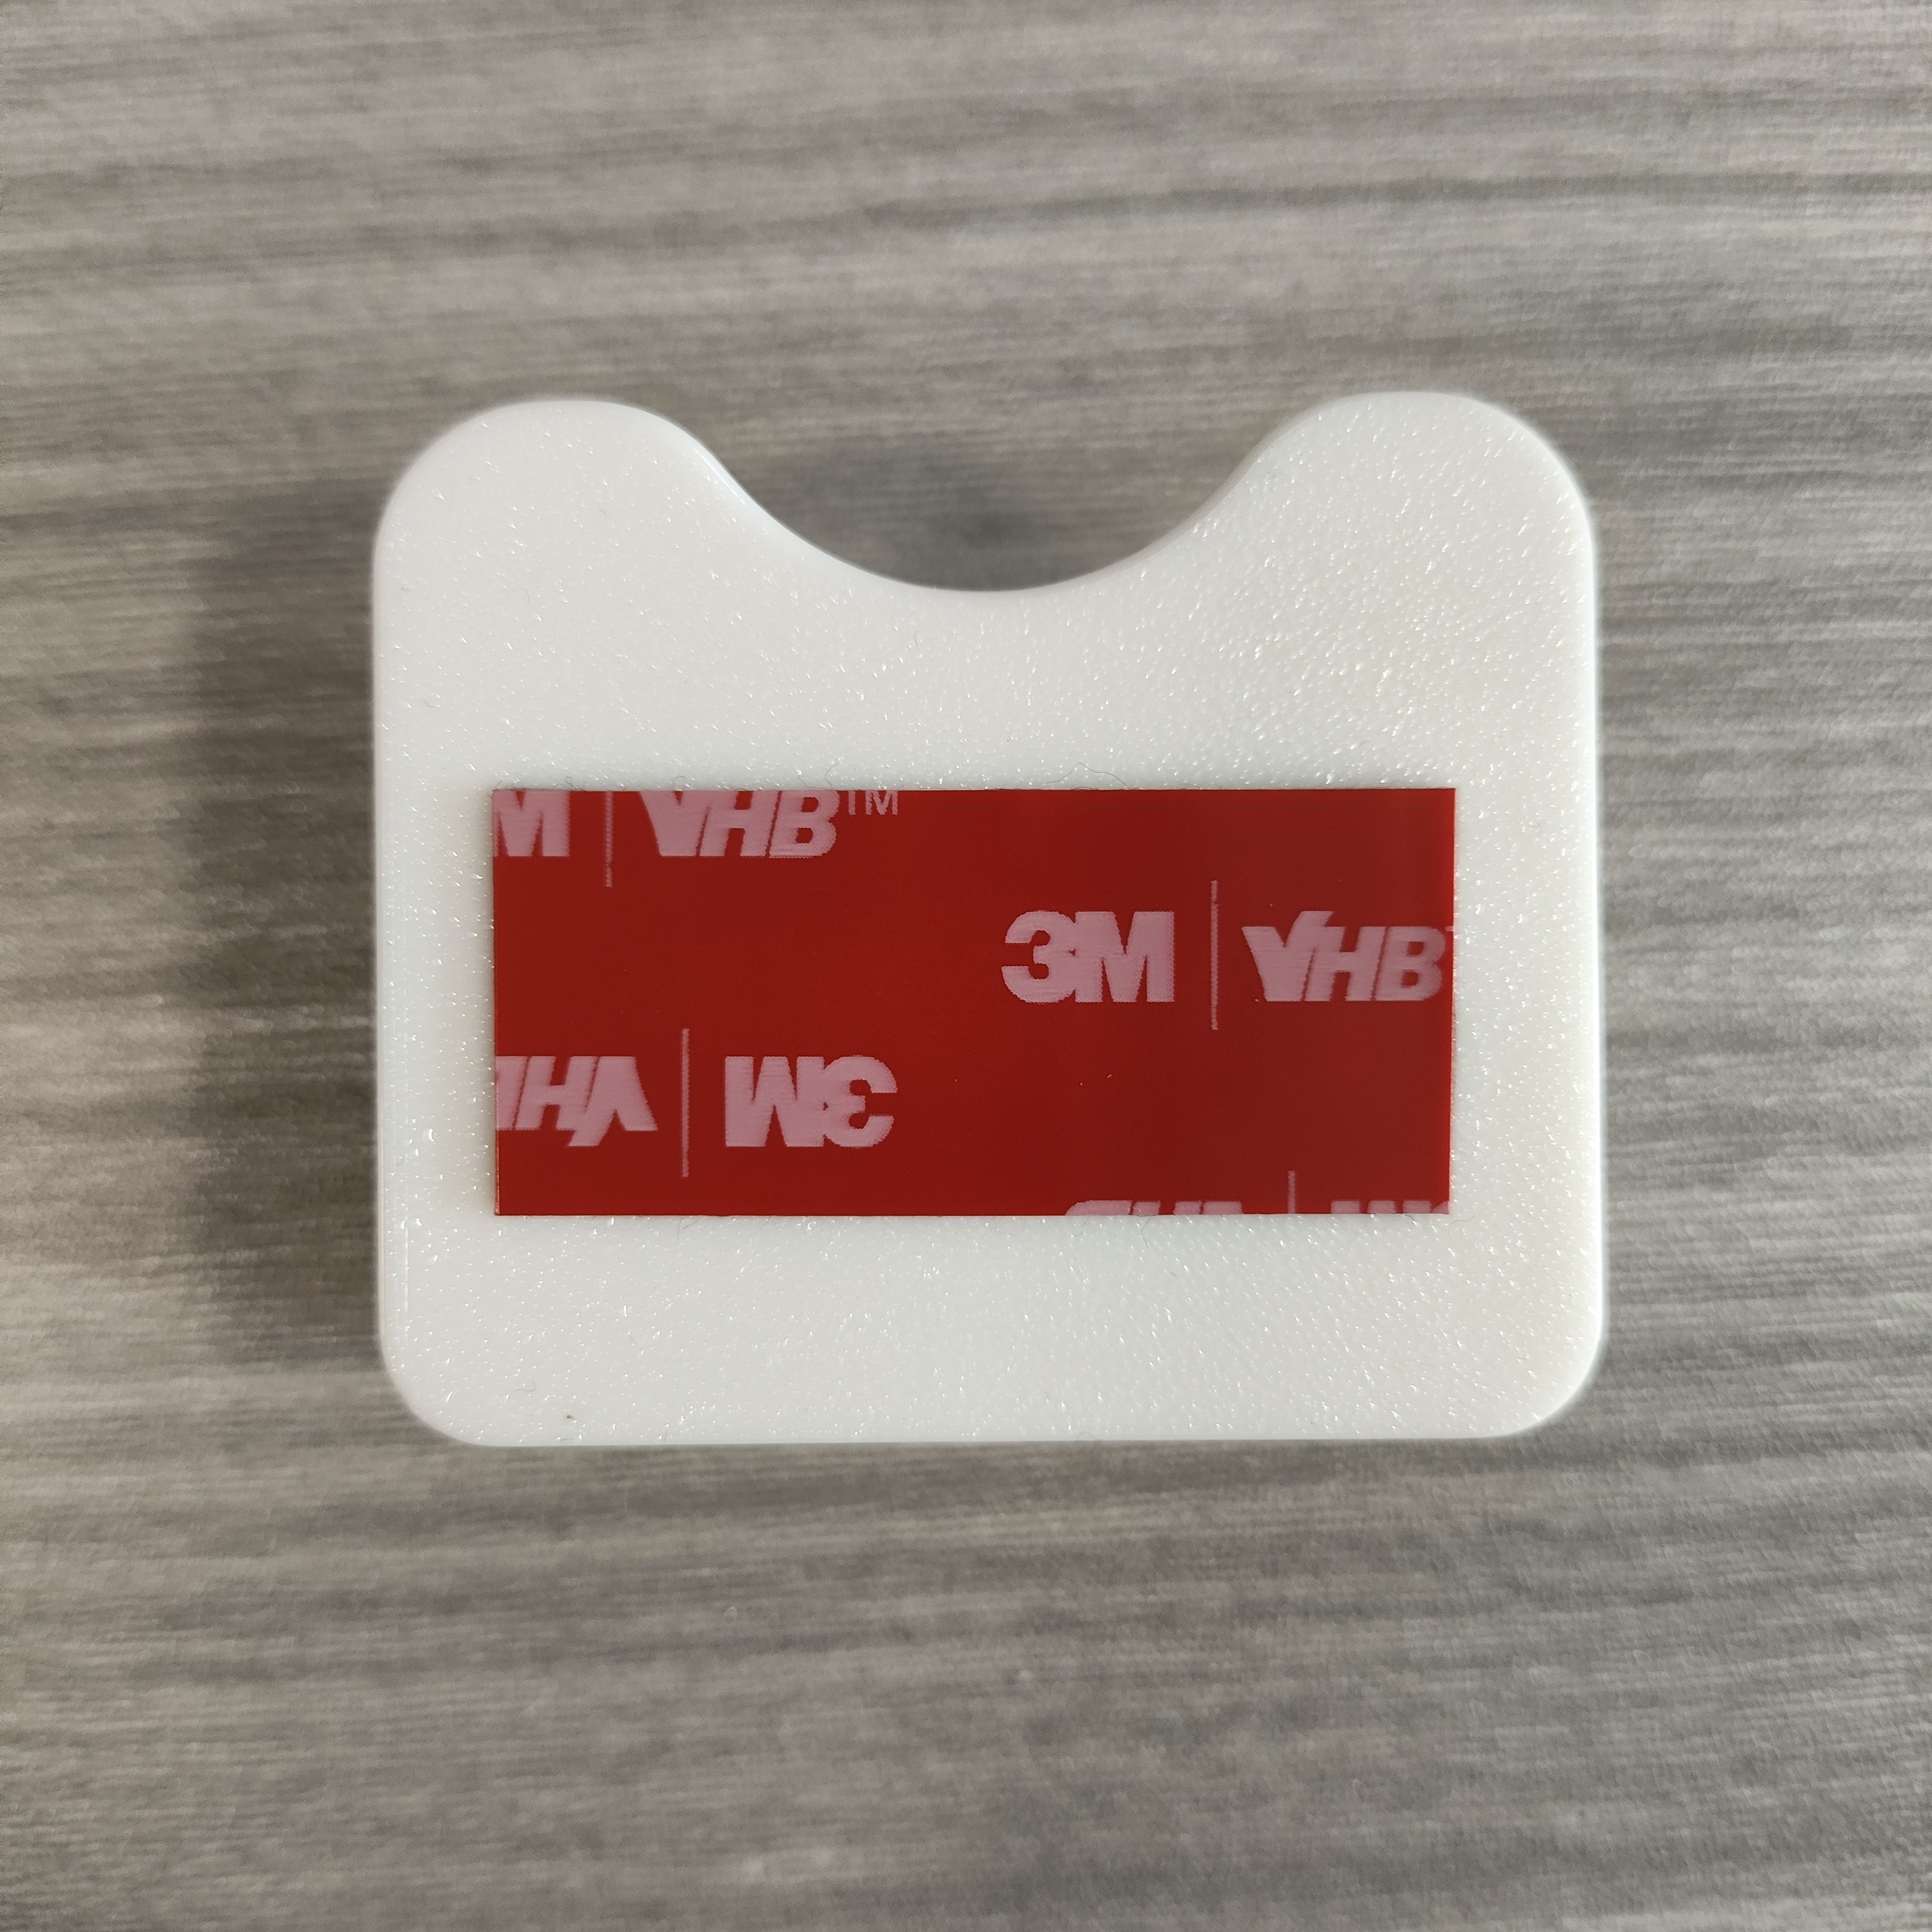 M | VHB™
3M | VHB
VHB | 3M